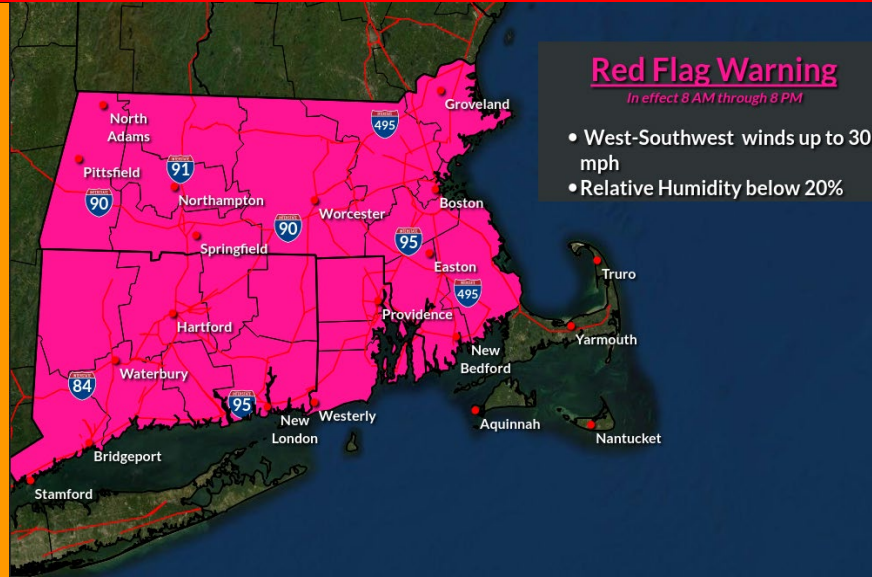 Red Flag Warning
In effect 8 AM through 8 PM
• West-Southwest winds up to 30
mph
• Relative Humidity below 20%
Groveland
495
North
Adams
Pittsfield
91
Northampton
90
Worcester
Boston
90
Springfield
95
Easton
Truro
495
Providence
Hartford
Yarmouth
New
Bedford
Waterbury
84
95
New
London
Westerly
Aquinnah
Nantucket
Bridgeport
Stamford